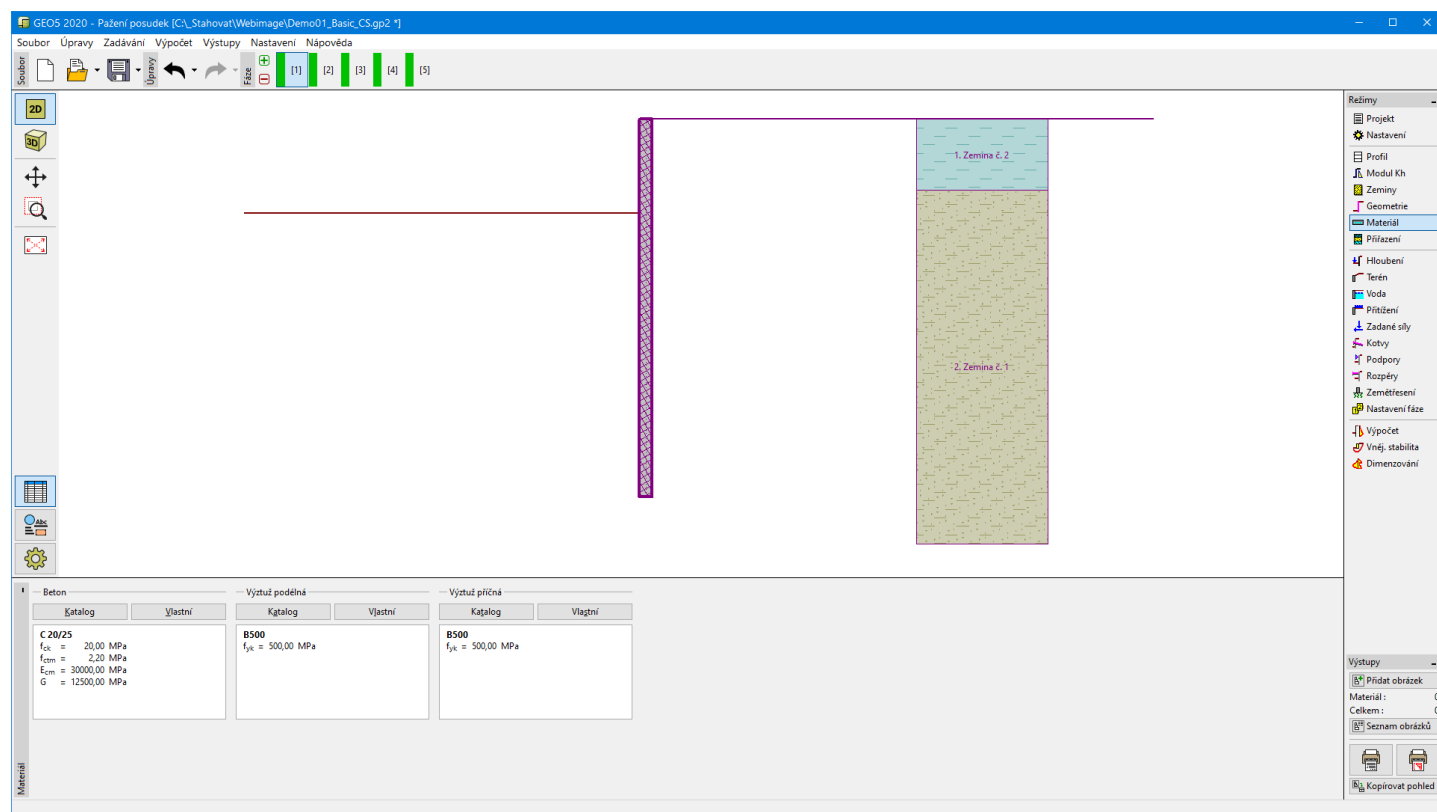 GEO5 2020 - Pažení posudek [C:\_Stahovat\Webimage\Demo01_Basic_CS.gp2 *]
Soubor Úpravy Zadávání Výpočet Výstupy Nastavení Nápověda
Soubor
Úpravy
Fáze
[1] [2] [3] [4] [5]
2D
3D
Abc
1. Zemina č. 2
2. Zemina č. 1
Režimy
Projekt
Nastavení
Profil
Modul Kh
Zeminy
Geometrie
Materiál
Přiřazení
Hloubení
Terén
Voda
Přitížení
Zadané síly
Kotvy
Podpory
Rozpěry
Zemětřesení
Nastavení fáze
Výpočet
Vněj. stabilita
Dimenzování
Výstupy
Přidat obrázek
Materiál : 0
Celkem : 0
Seznam obrázků
Kopírovat pohled
Materiál
Beton
Katalog Vlastní
C 20/25
fck = 20,00 MPa
fctm = 2,20 MPa
Ecm = 30000,00 MPa
G = 12500,00 MPa
Výztuž podélná
Katalog Vlastní
B500
fyk = 500,00 MPa
Výztuž příčná
Katalog Vlastní
B500
fyk = 500,00 MPa